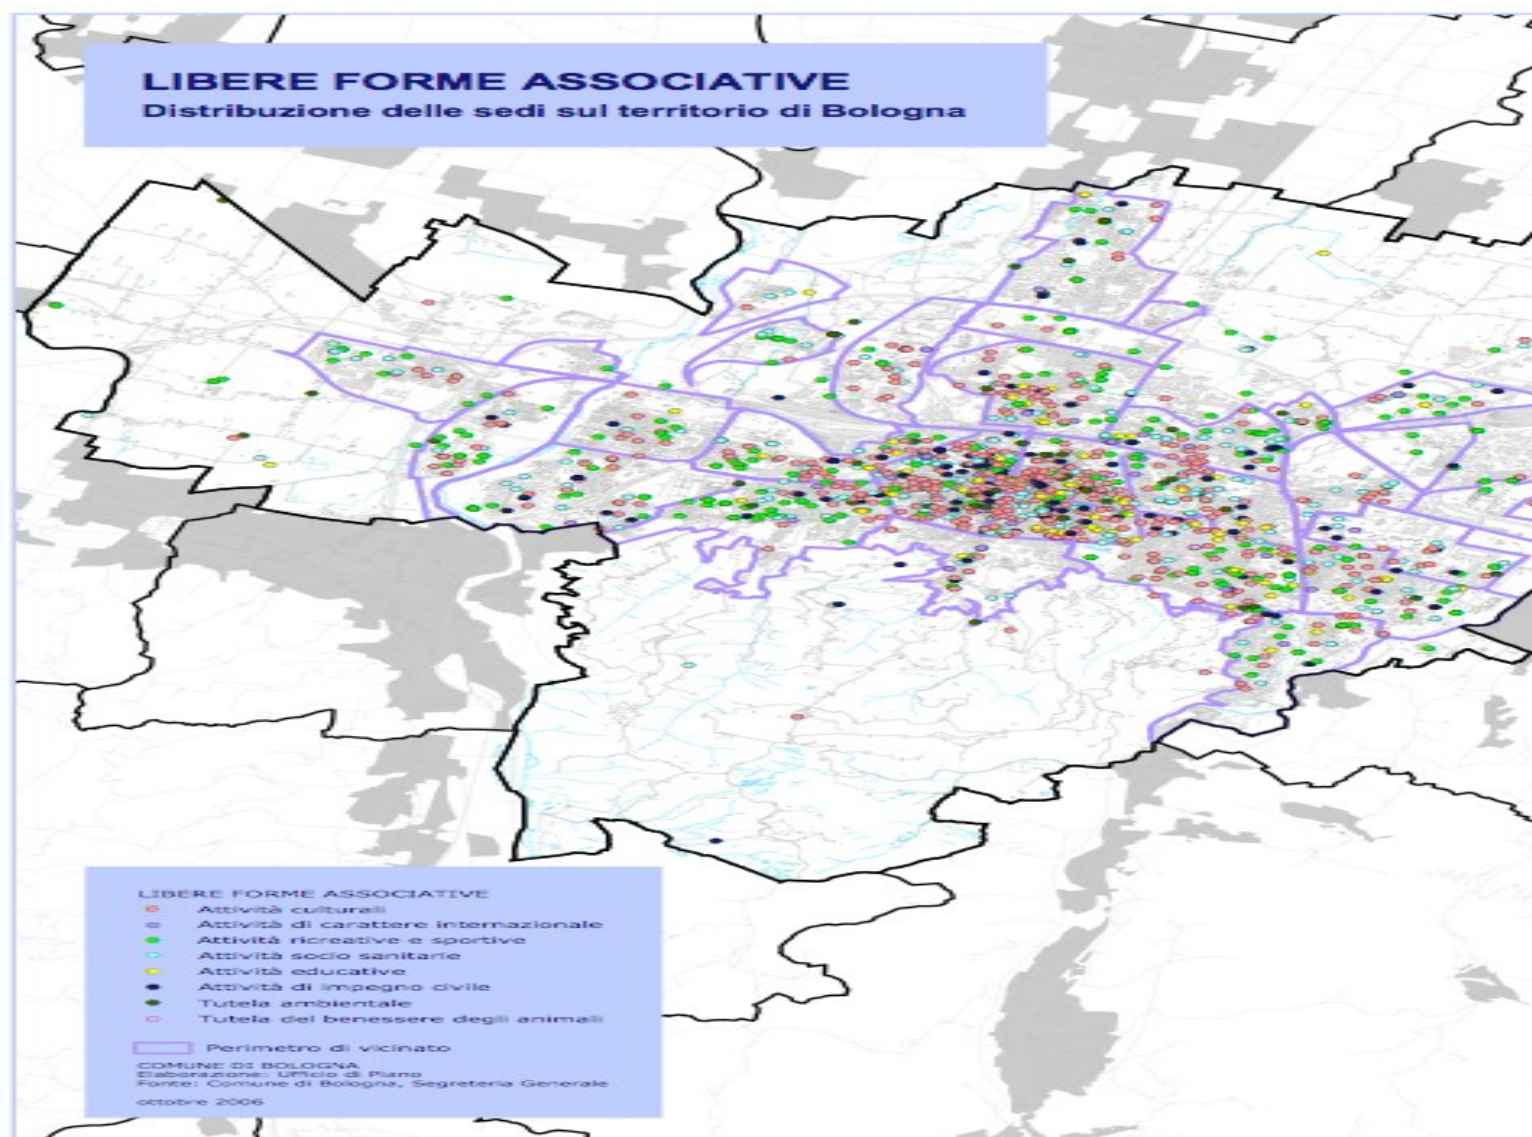 LIBERE FORME ASSOCIATIVE
Distribuzione delle sedi sul territorio di Bologna
LIBERE FORME ASSOCIATIVE
Attività culturali
Attività di carattere internazionale
Attività ricreative e sportive
Attività socio sanitarie
Attività educative
Attività di impegno civile
Tutela ambientale
Tutela del benessere degli animali
Perimetro di vicinato
COMUNE DI BOLOGNA
Elaborazione: Ufficio di Piano
Fonte: Comune di Bologna, Segreteria Generale
ottobre 2006